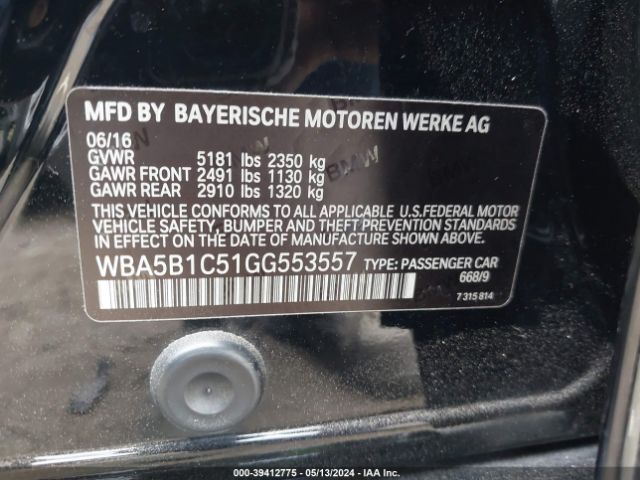 MFD BY BAYERISCHE MOTOREN WERKE AG
06/16
GVWR 5181 lbs 2350 kg
GAWR FRONT 2491 lbs 1130 kg
GAWR REAR 2910 lbs 1320 kg
THIS VEHICLE CONFORMS TO ALL APPLICABLE U.S.FEDERAL MOTOR
VEHICLE SAFETY, BUMPER, AND THEFT PREVENTION STANDARDS
IN EFFECT ON THE DATE OF MANUFACTURE SHOWN ABOVE.
WBA5B1C51GG553557 TYPE: PASSENGER CAR
668/9
7 315 814
BMW
000-39412775 - 05/13/2024 - IAA Inc.